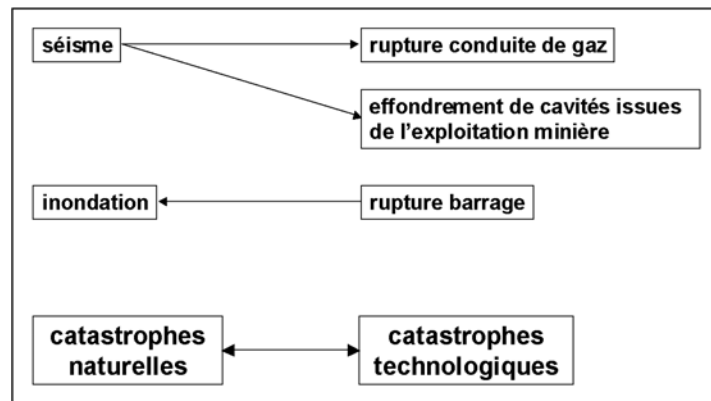 séisme
rupture conduite de gaz
effondrement de cavités issues
de l'exploitation minière
inondation
rupture barrage
catastrophes
naturelles
catastrophes
technologiques